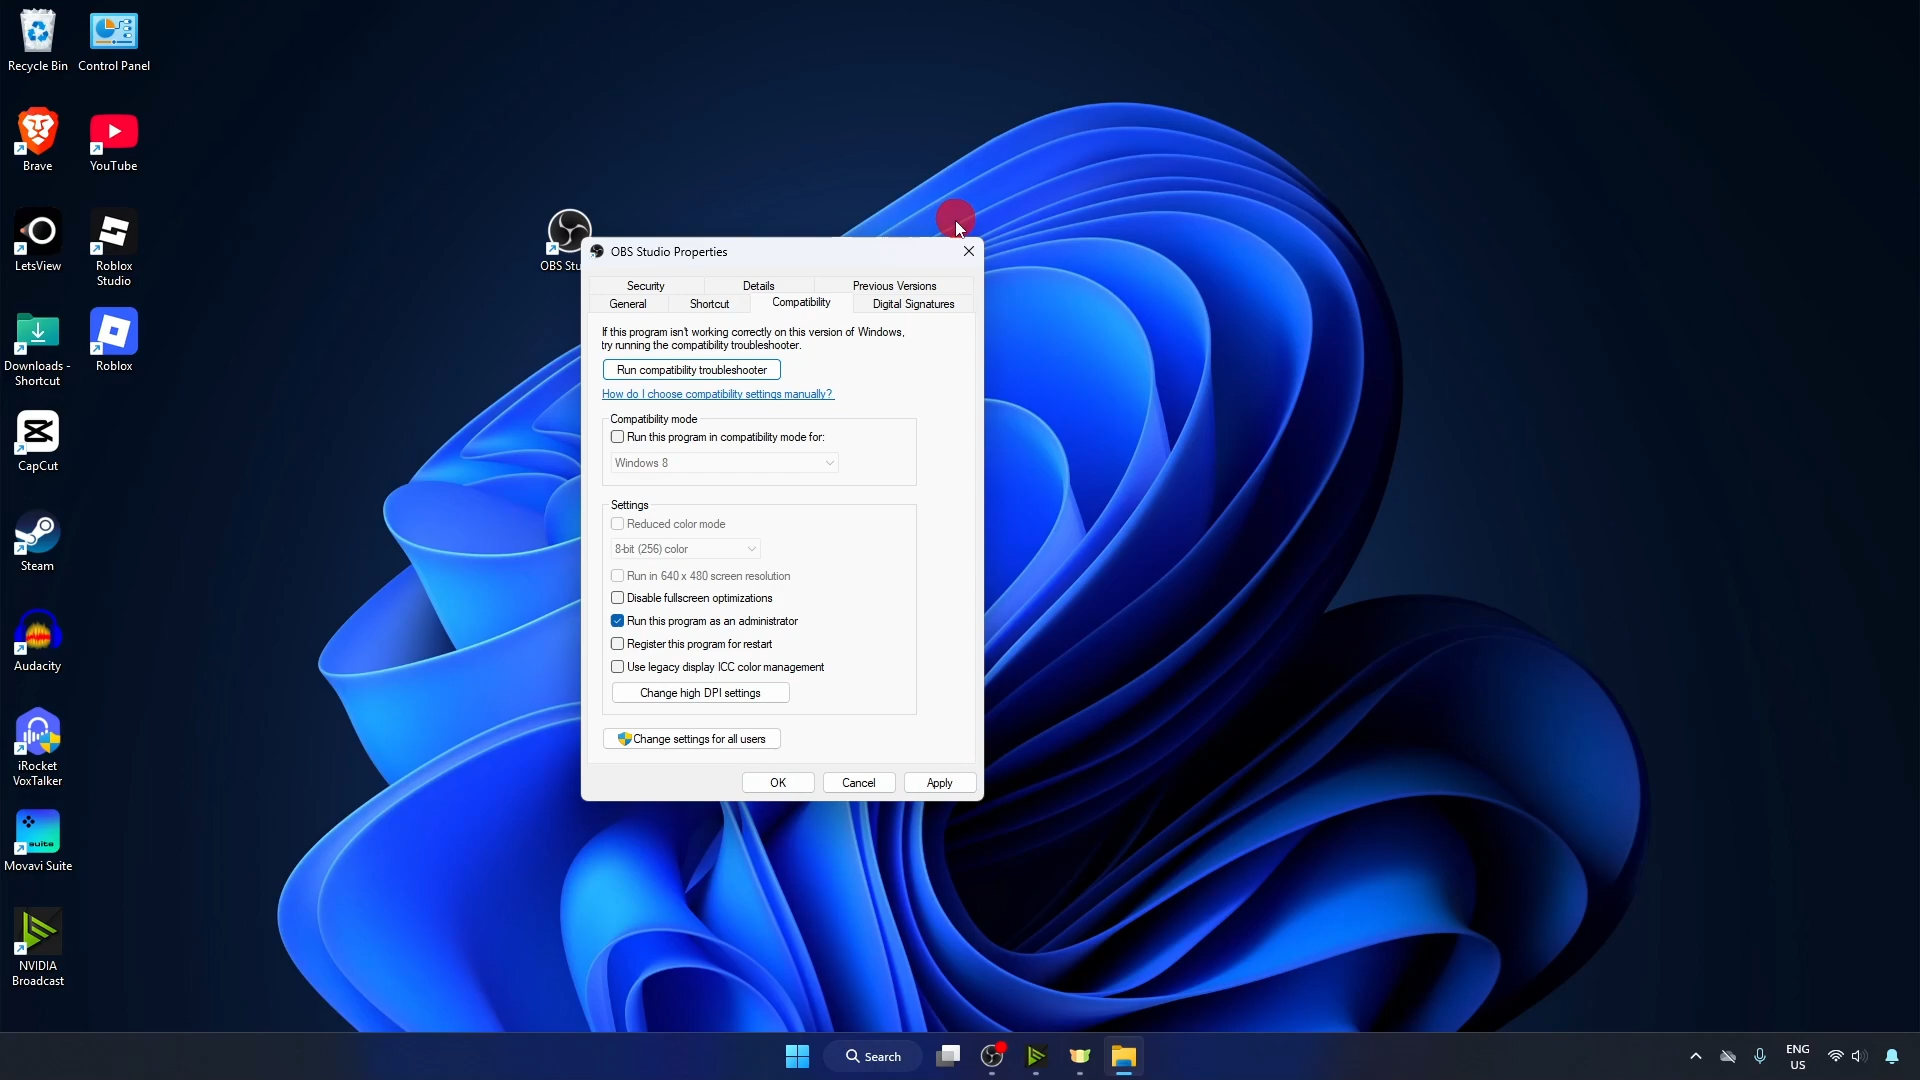 Recycle Bin
Control Panel
Brave
YouTube
LetsView
Roblox
Studio
Downloads -
Shortcut
Roblox
CapCut
Steam
Audacity
iRocket
VoxTalker
suite
Movavi Suite
NVIDIA
Broadcast
OBS Stu
OBS Studio Properties
Security
Details
Previous Versions
General
Shortcut
Compatibility
Digital Signatures
If this program isn't working correctly on this version of Windows,
try running the compatibility troubleshooter.
Run compatibility troubleshooter
How do I choose compatibility settings manually?
Compatibility mode
Run this program in compatibility mode for:
Windows 8
Settings
Reduced color mode
8-bit (256) color
Run in 640 x 480 screen resolution
Disable fullscreen optimizations
Run this program as an administrator
Register this program for restart
Use legacy display ICC color management
Change high DPI settings
Change settings for all users
OK
Cancel
Apply
Search
ENG
US